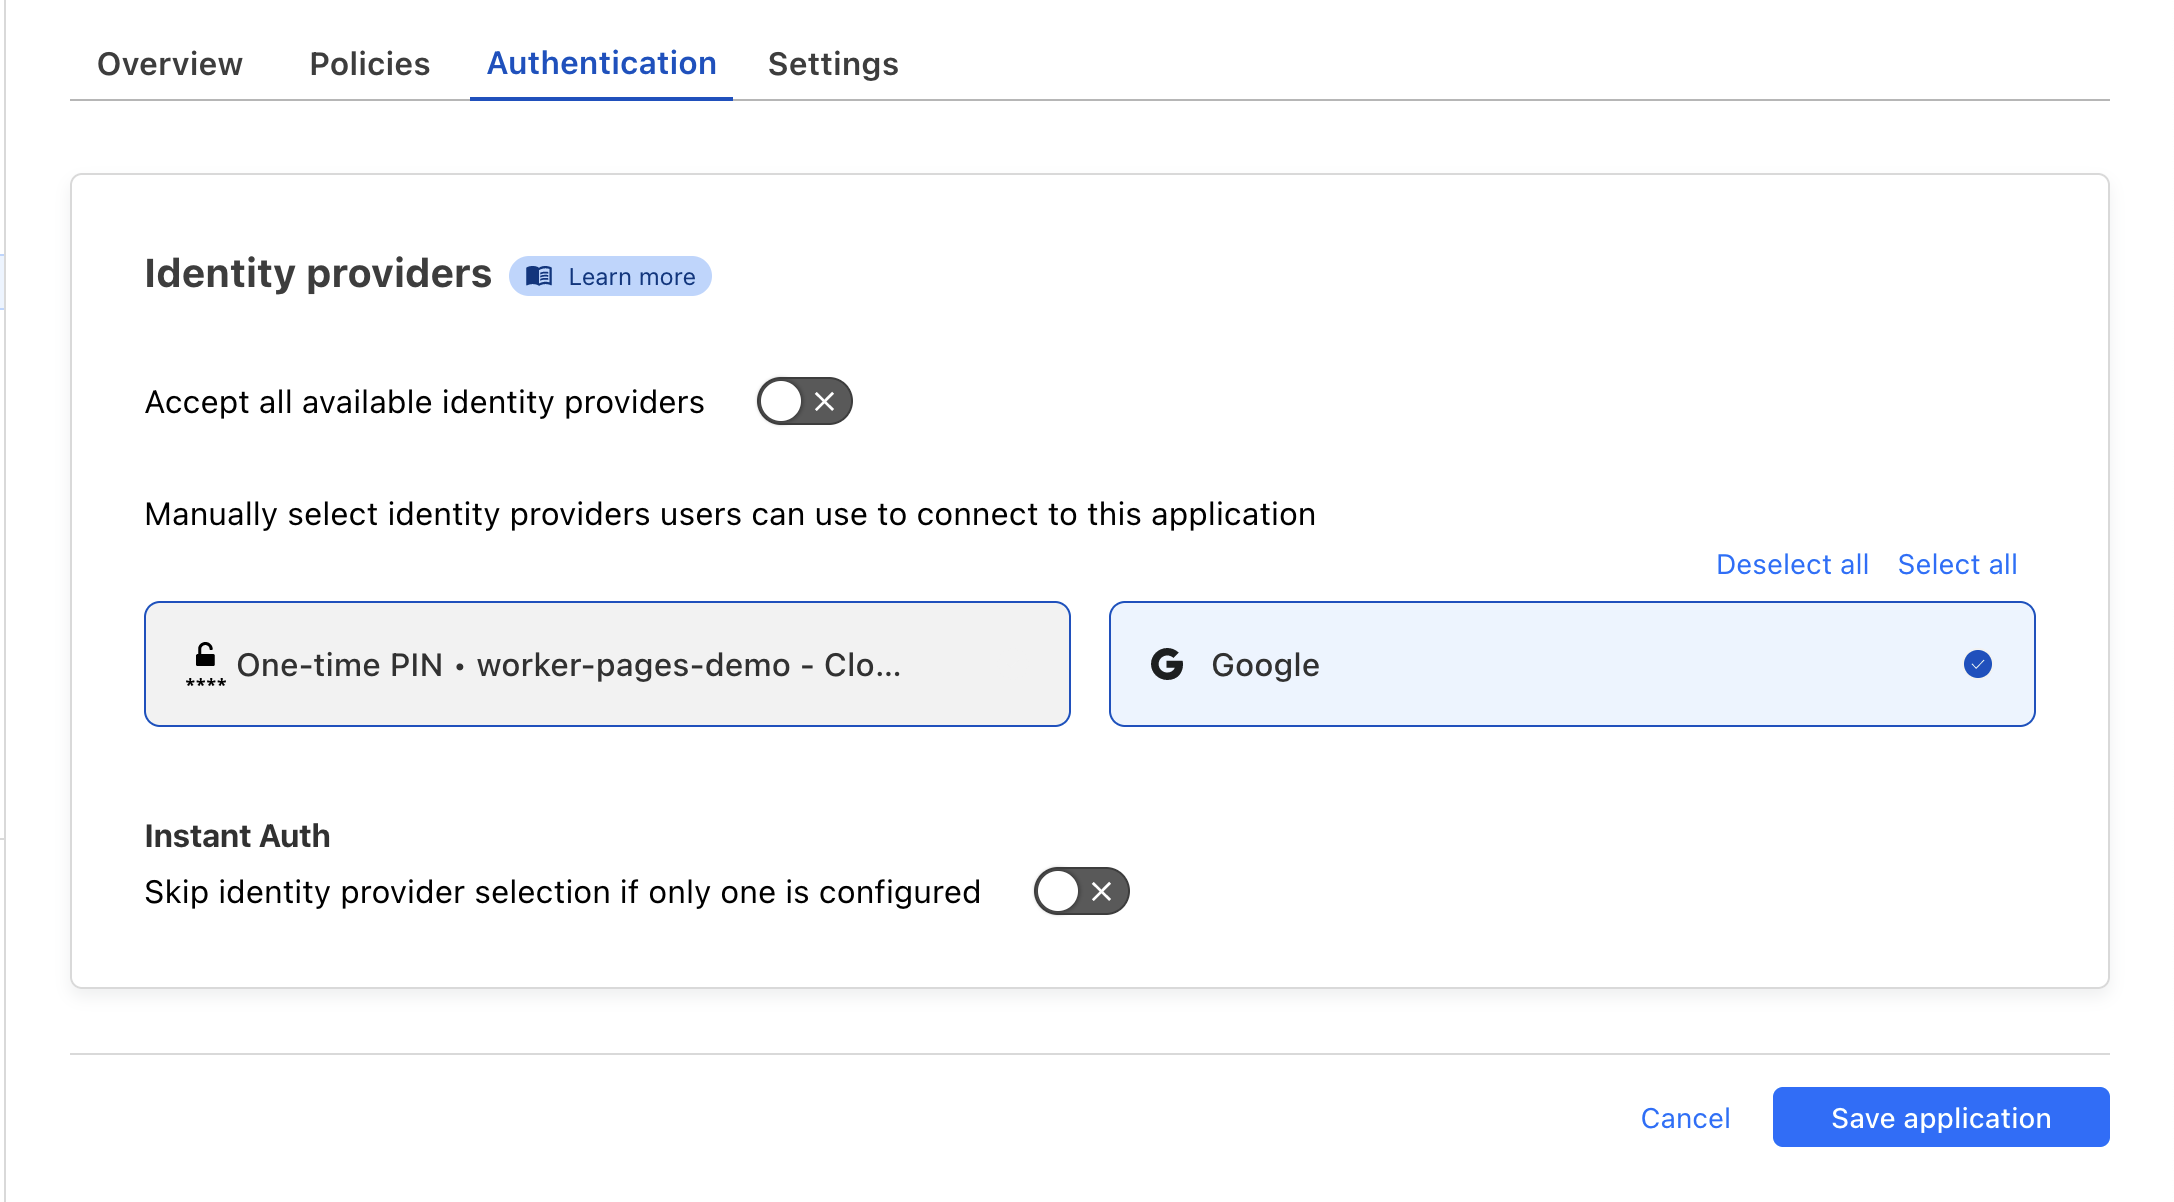 Overview Policies Authentication Settings
Identity providers Learn more
Accept all available identity providers
Manually select identity providers users can use to connect to this application
Deselect all Select all
**** One-time PIN • worker-pages-demo - Clo... Google
Instant Auth
Skip identity provider selection if only one is configured
Cancel Save application